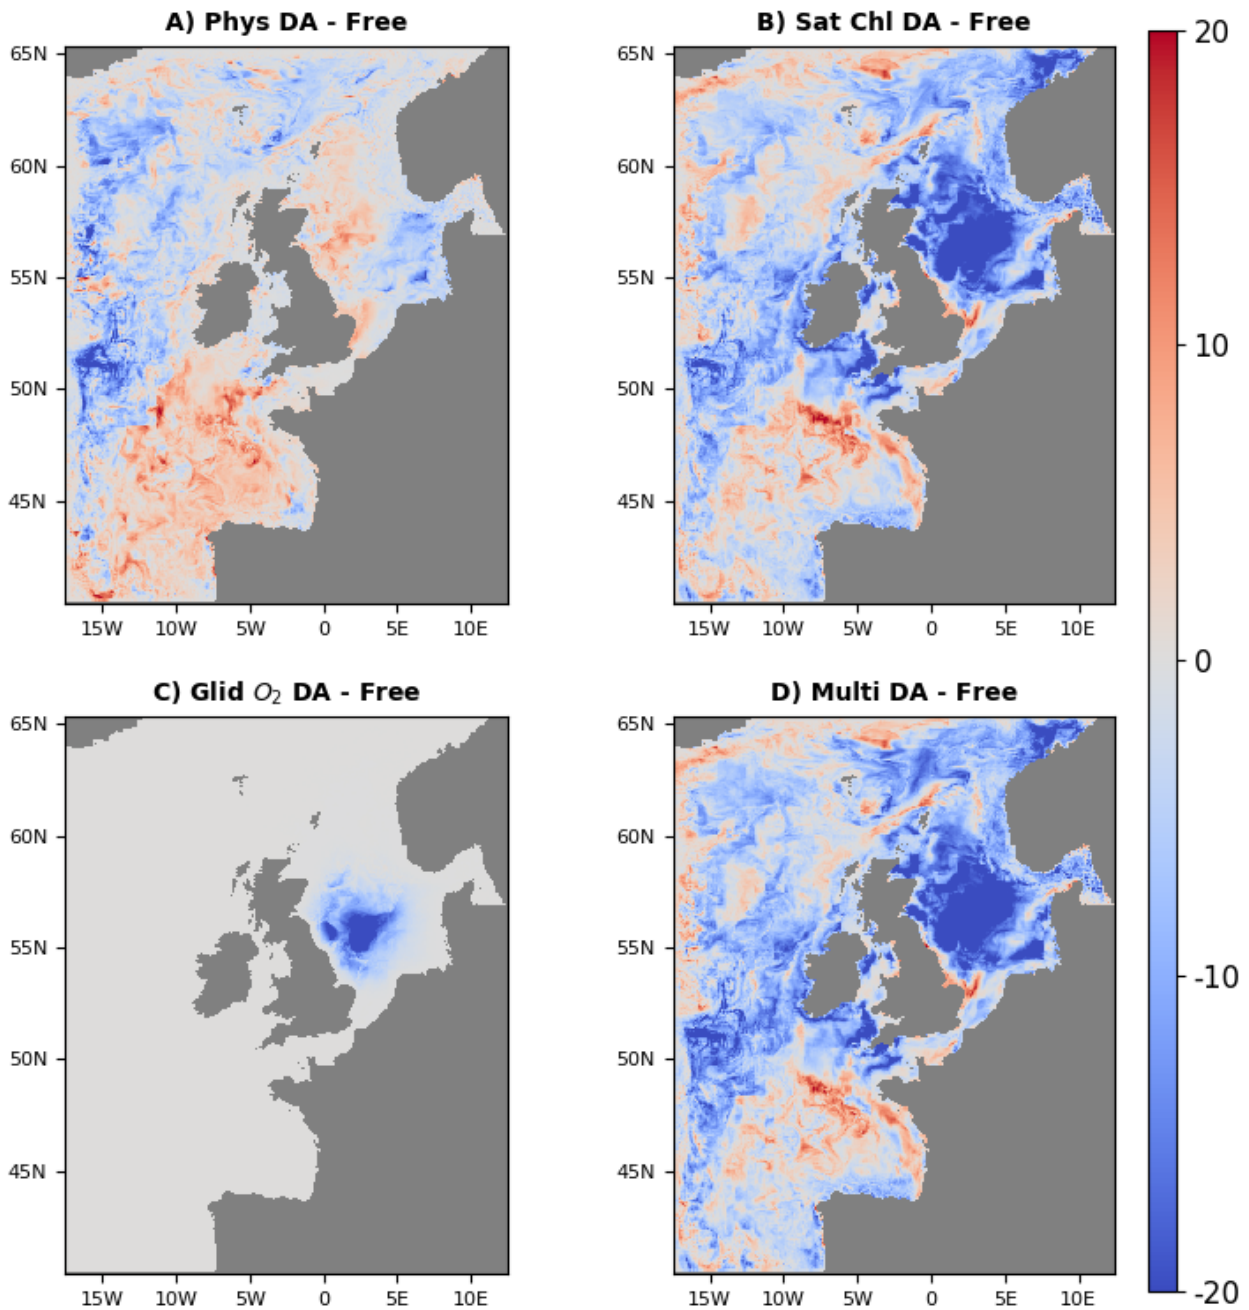 A) Phys DA - Free
65N
60N
55N
50N
45N
15W 10W 5W 0 5E 10E
B) Sat Chl DA - Free
65N
60N
55N
50N
45N
15W 10W 5W 0 5E 10E
C) Glid O₂ DA - Free
65N
60N
55N
50N
45N
15W 10W 5W 0 5E 10E
D) Multi DA - Free
65N
60N
55N
50N
45N
15W 10W 5W 0 5E 10E
20
10
0
-10
-20